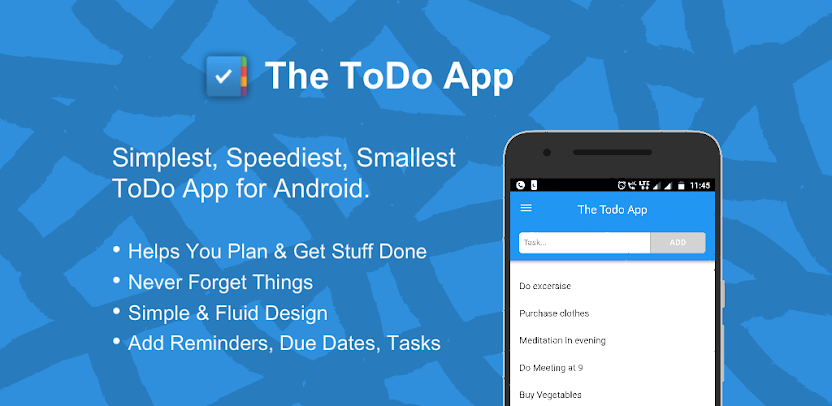 The ToDo App
Simplest, Speediest, Smallest
ToDo App for Android.
• Helps You Plan & Get Stuff Done
• Never Forget Things
• Simple & Fluid Design
• Add Reminders, Due Dates, Tasks
LTE 11:45
The Todo App
Task... ADD
Do excersise
Purchase clothes
Meditation In evening
Do Meeting at 9
Buy Vegetables